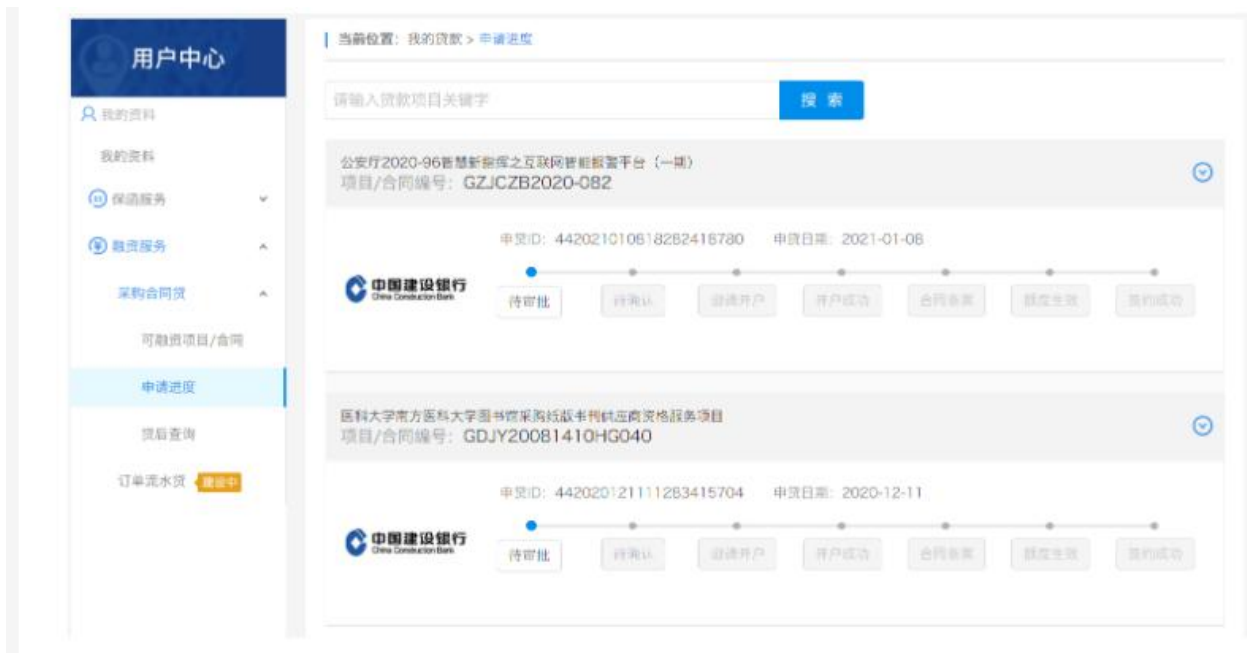 用户中心
当前位置：我的贷款 > 申请进度
请输入贷款项目关键字
搜 索
我的资料
我的资料
保函服务
融资服务
采购合同贷
可融资项目/合同
申请进度
贷后查询
订单流水贷 建设中
公安厅2020-96智慧新指挥之互联网智能报警平台（一期）
项目/合同编号：GZJCZB2020-082
申贷ID：442021010618282418780 申贷日期：2021-01-06
中国建设银行
China Construction Bank
待审批 待确认 邀请开户 开户成功 合同备案 额度生效 签约成功
医科大学南方医科大学图书馆采购纸版书刊供应商资格服务项目
项目/合同编号：GDJY20081410HG040
申贷ID：442020121111283415704 申贷日期：2020-12-11
中国建设银行
China Construction Bank
待审批 待确认 邀请开户 开户成功 合同备案 额度生效 签约成功